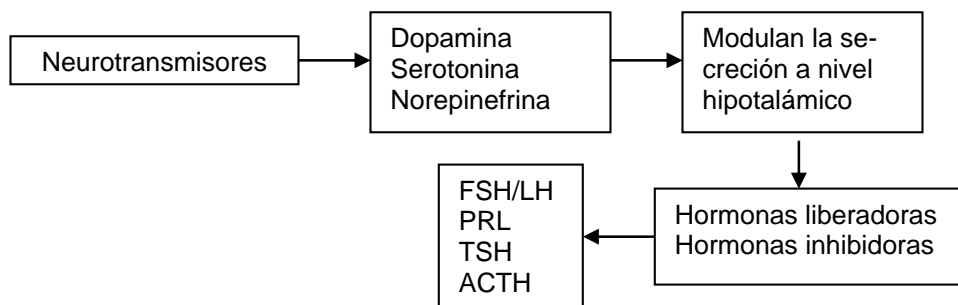 Neurotransmisores
Dopamina
Serotonina
Norepinefrina
Modulan la se-
creción a nivel
hipotalámico
Hormonas liberadoras
Hormonas inhibidoras
FSH/LH
PRL
TSH
ACTH